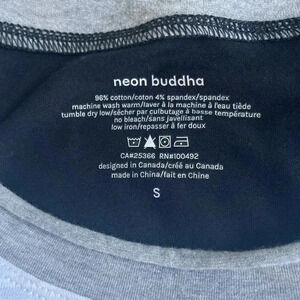 neon buddha
96% cotton/coton 4% spandex/spandex
machine wash warm/laver à la machine à l'eau tiède
tumble dry low/sécher par culbutage à basse température
no bleach/sans javellisant
low iron/repasser à fer doux
CA#25366 RN#100492
designed in Canada/créé au Canada
made in China/fait en Chine
S